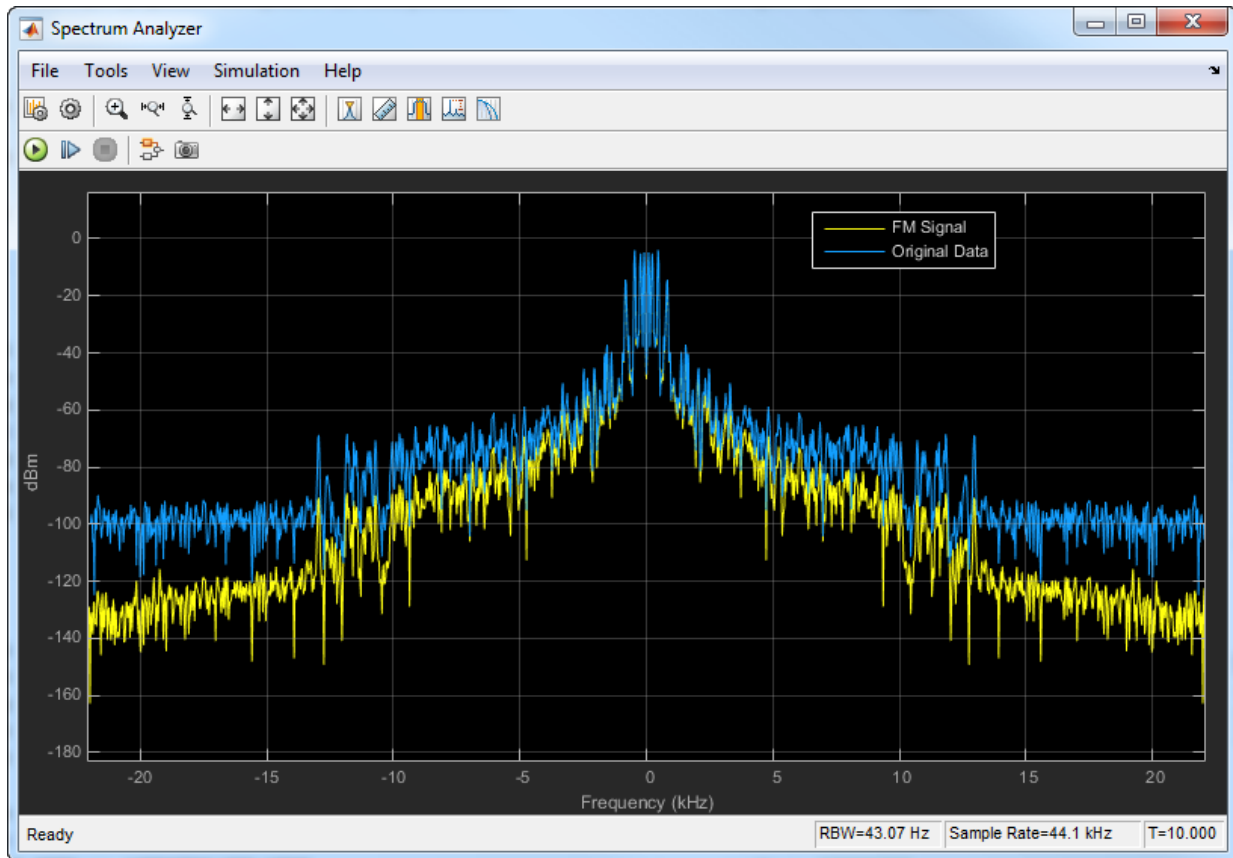 Spectrum Analyzer
File Tools View Simulation Help
FM Signal
Original Data
0
-20
-40
-60
-80
-100
-120
-140
-160
-180
dBm
-20 -15 -10 -5 0 5 10 15 20
Frequency (kHz)
Ready RBW=43.07 Hz Sample Rate=44.1 kHz T=10.000